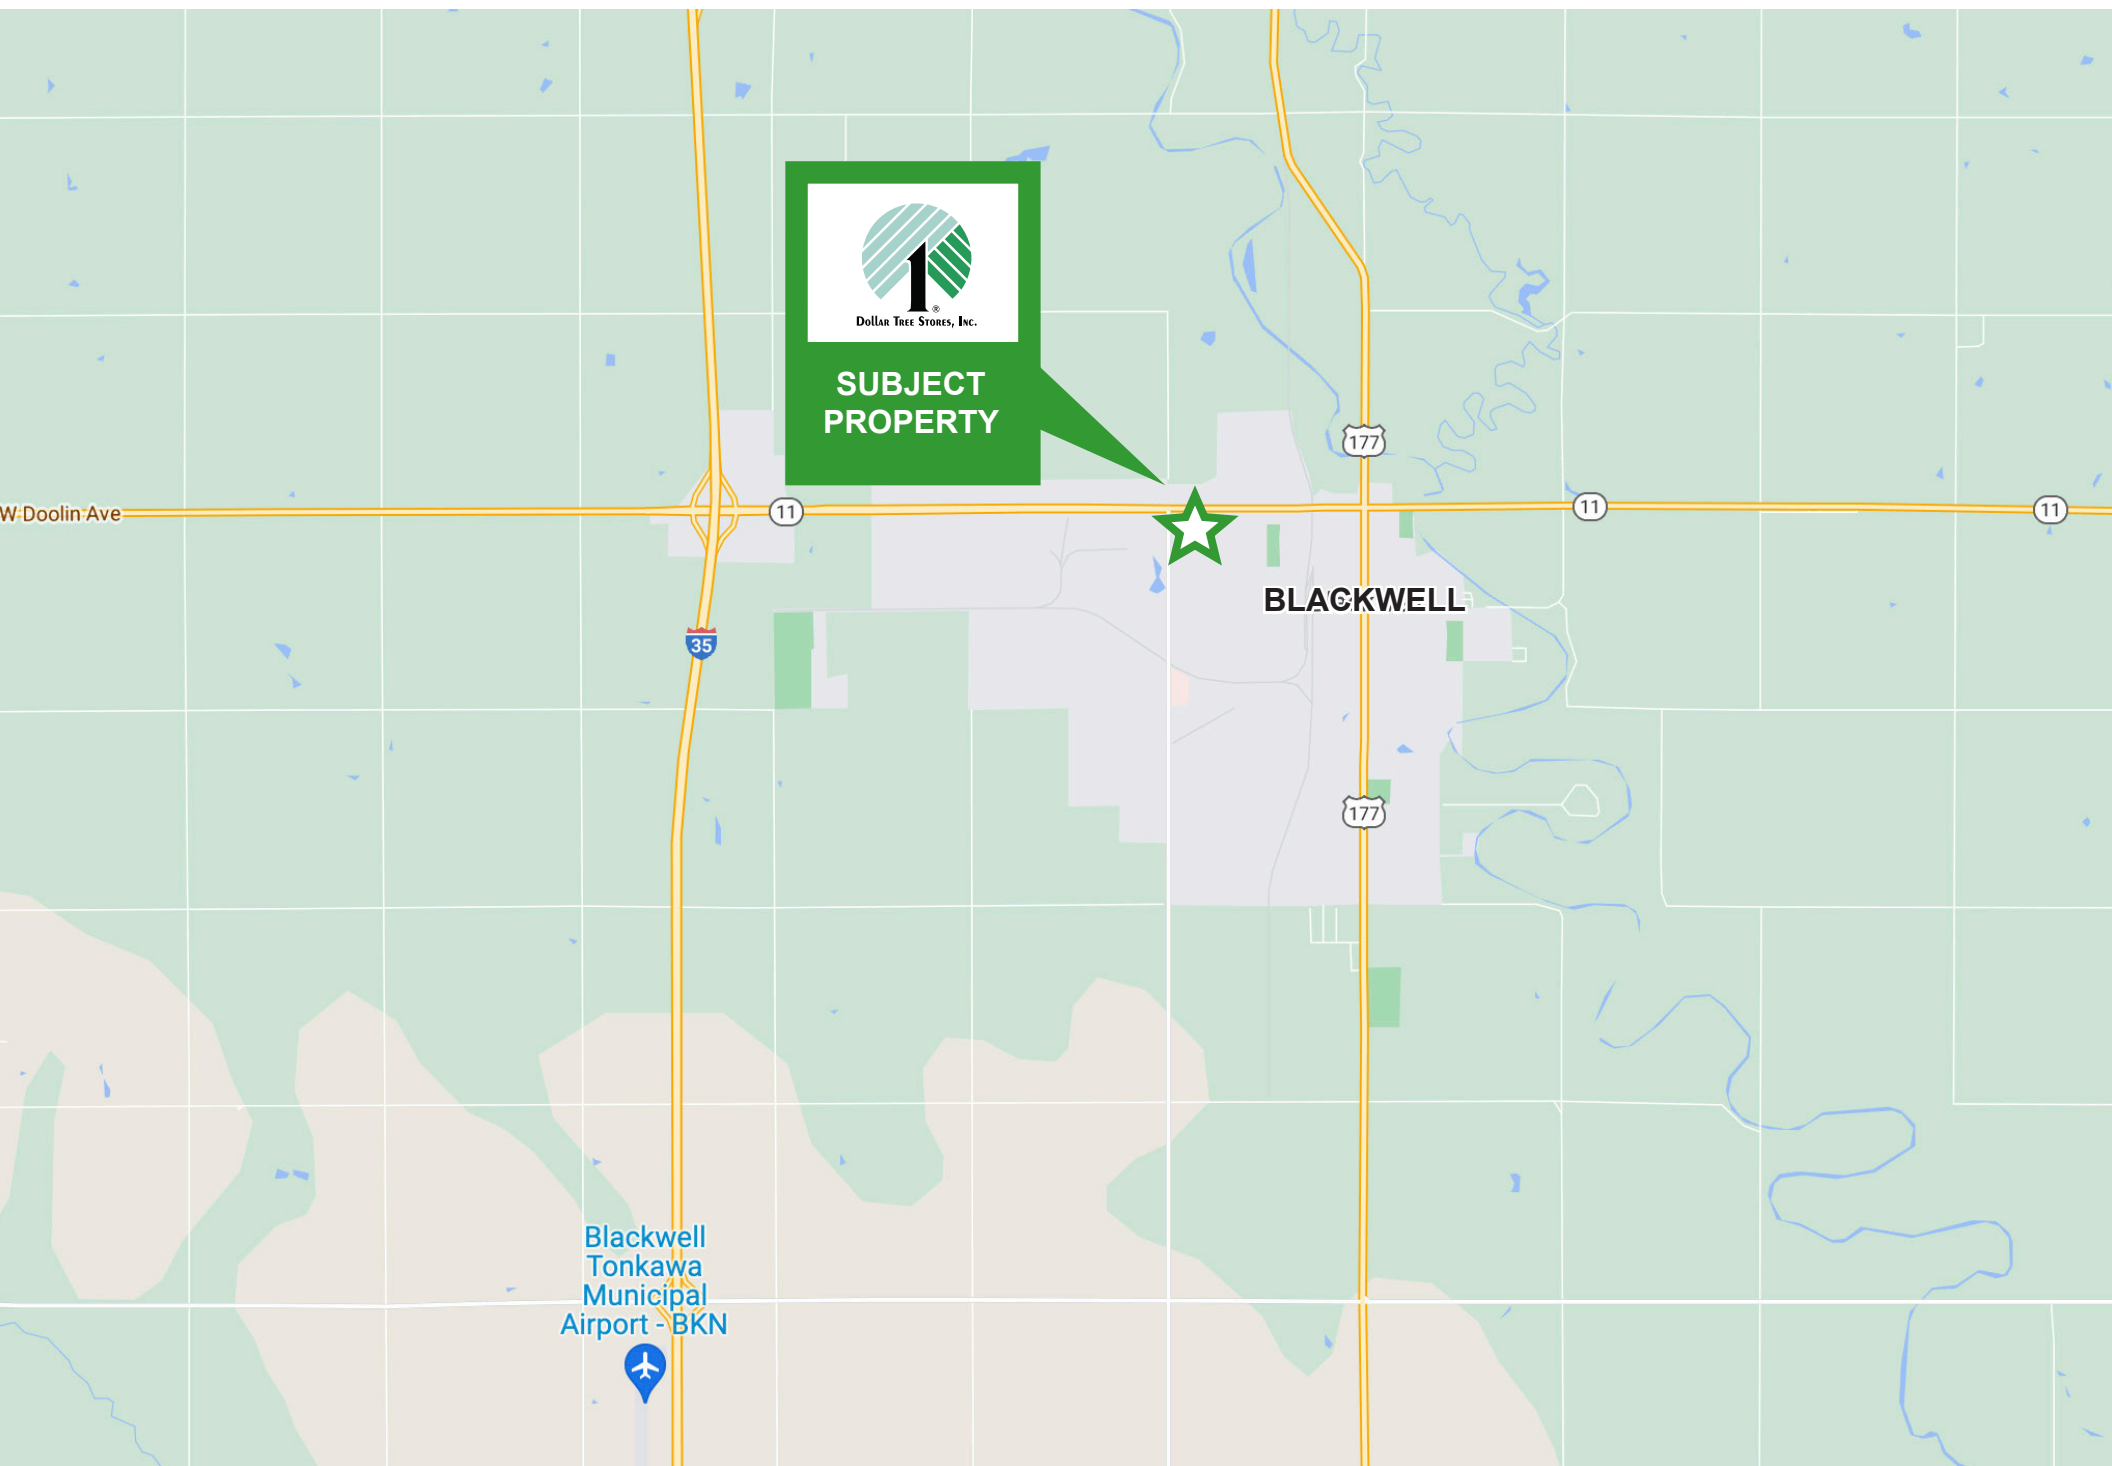 1®
Dollar Tree Stores, Inc.
SUBJECT
PROPERTY
177
W Doolin Ave
11
11
11
BLACKWELL
35
177
Blackwell
Tonkawa
Municipal
Airport - BKN